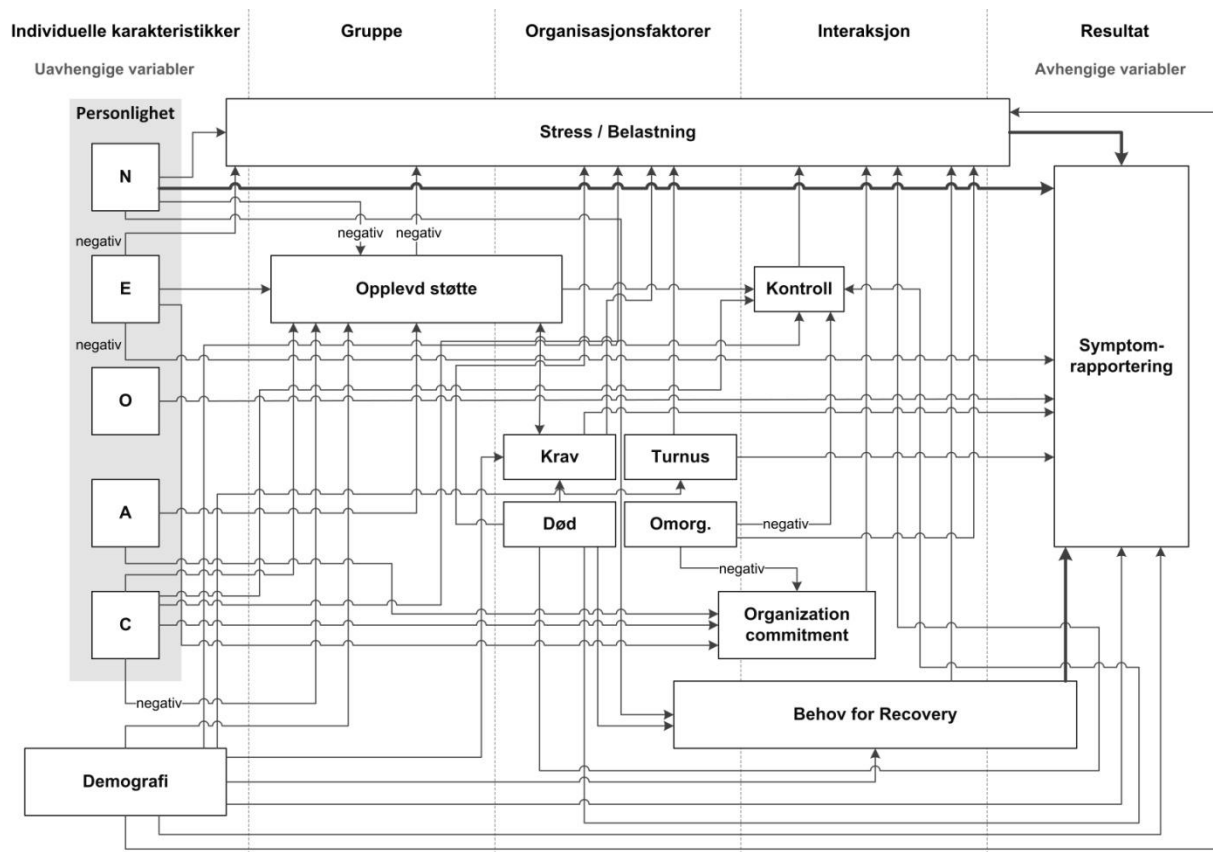 Individuelle karakteristikker
Gruppe
Organisasjonsfaktorer
Interaksjon
Resultat
Uavhengige variabler
Avhengige variabler
Personlighet
Stress / Belastning
N
negativ
negativ
negativ
E
Opplevd støtte
Kontroll
negativ
Symptom-
rapportering
O
Krav
Turnus
A
Død
Omorg.
negativ
negativ
C
Organization
commitment
negativ
Behov for Recovery
Demografi